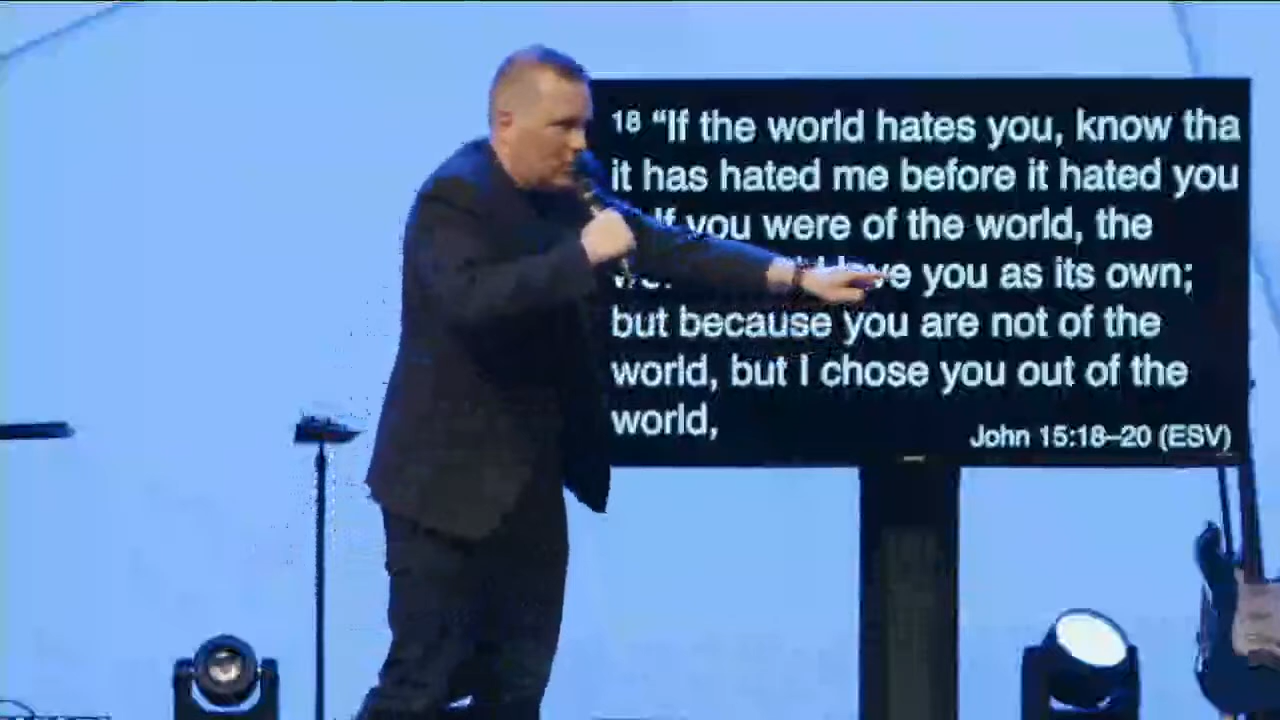 18 “If the world hates you, know tha
it has hated me before it hated you
If you were of the world, the
love you as its own;
but because you are not of the
world, but I chose you out of the
world,
John 15:18–20 (ESV)